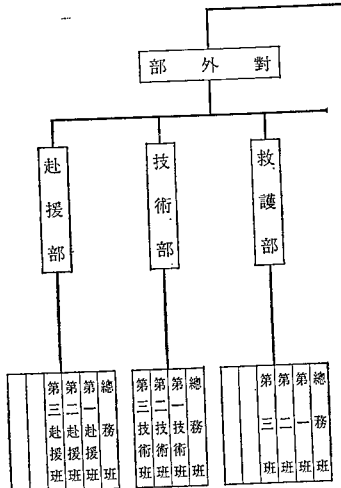 對外部
救護部
技術部
赴援部
總務班
第一班
第二班
第三班
總務班
第一技術班
第二技術班
第三技術班
總務班
第一赴援班
第二赴援班
第三赴援班